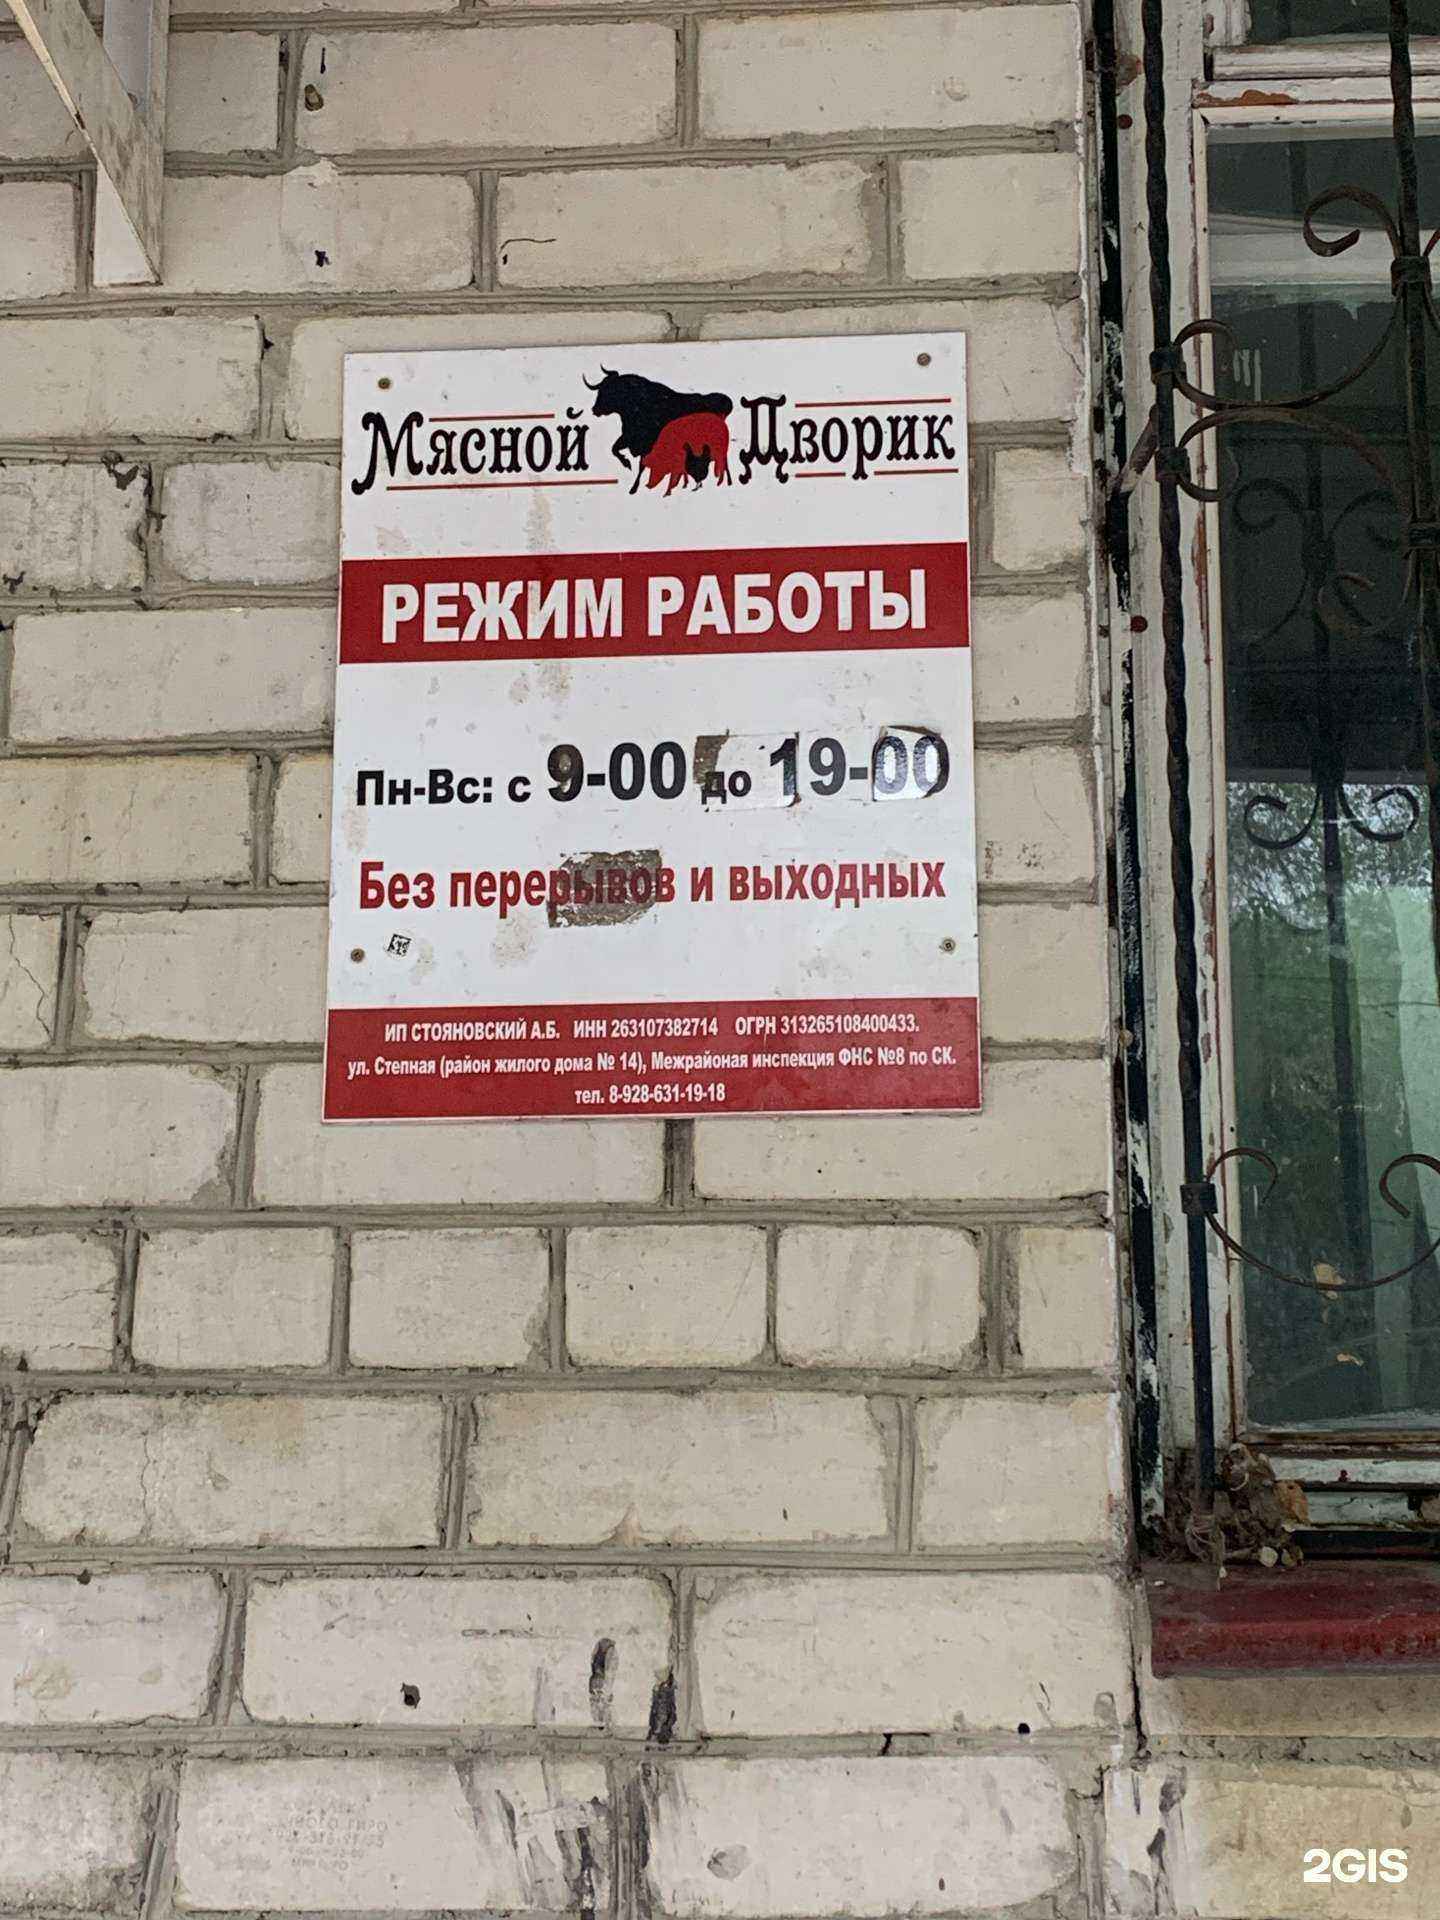 Мясной Дворик
РЕЖИМ РАБОТЫ
Пн-Вс: с 9-00 до 19-00
Без перерывов и выходных
ИП СТОЯНОВСКИЙ А.Б. ИНН 263107382714 ОГРН 313265108400433.
ул. Степная (район жилого дома № 14), Межрайоная инспекция ФНС №8 по СК.
тел. 8-928-631-19-18
2GIS